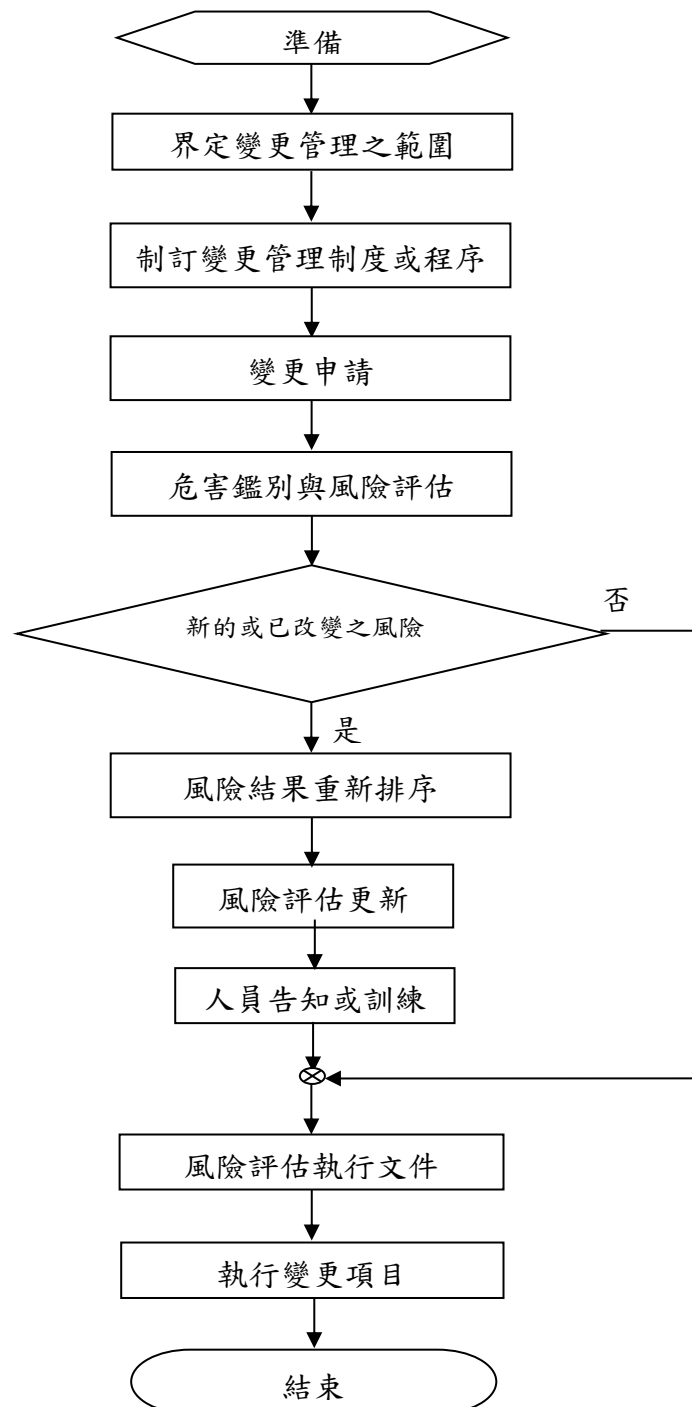 準備
界定變更管理之範圍
制訂變更管理制度或程序
變更申請
危害鑑別與風險評估
新的或已改變之風險
否
是
風險結果重新排序
風險評估更新
人員告知或訓練
風險評估執行文件
執行變更項目
結束